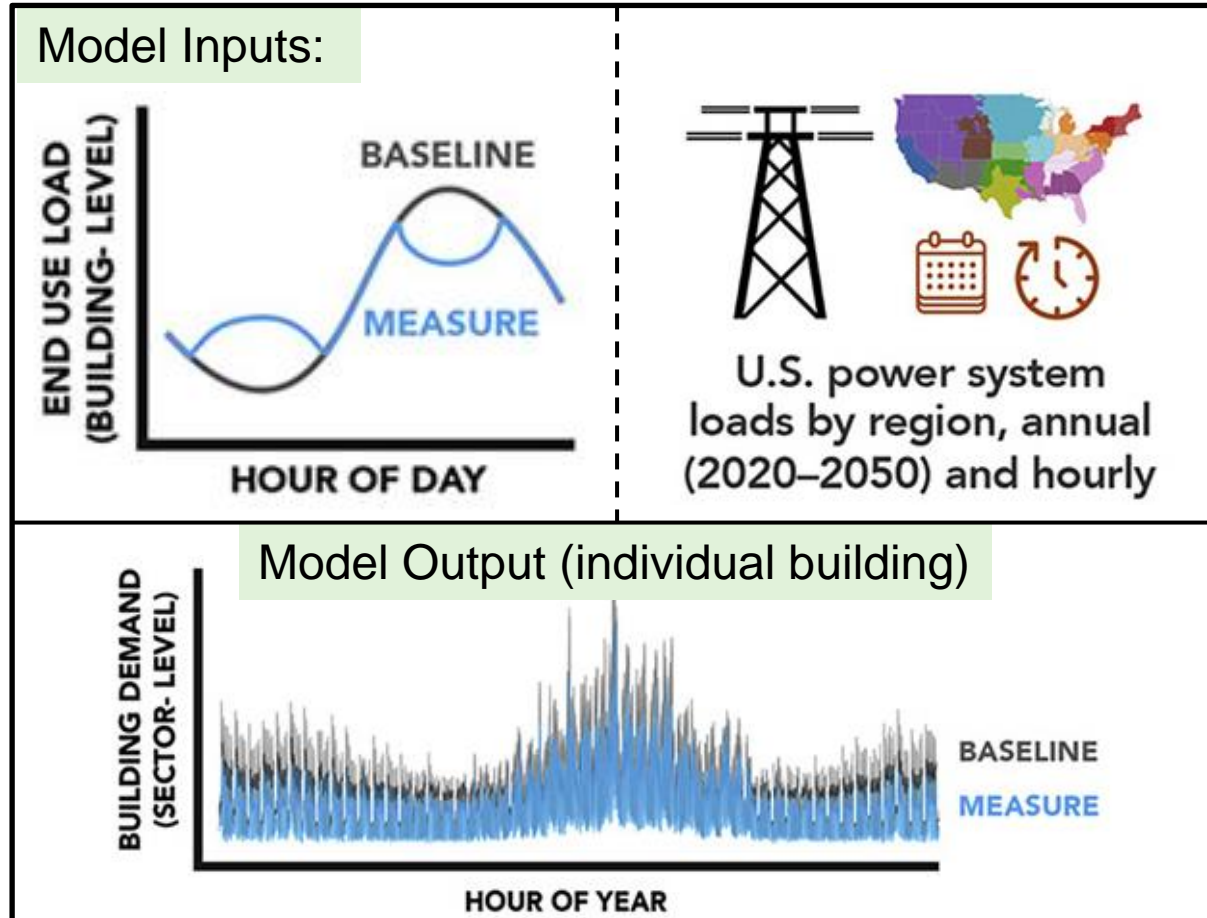 Model Inputs:
END USE LOAD
(BUILDING- LEVEL)
BASELINE
MEASURE
HOUR OF DAY
U.S. power system
loads by region, annual
(2020–2050) and hourly
Model Output (individual building)
BUILDING DEMAND
(SECTOR- LEVEL)
BASELINE
MEASURE
HOUR OF YEAR